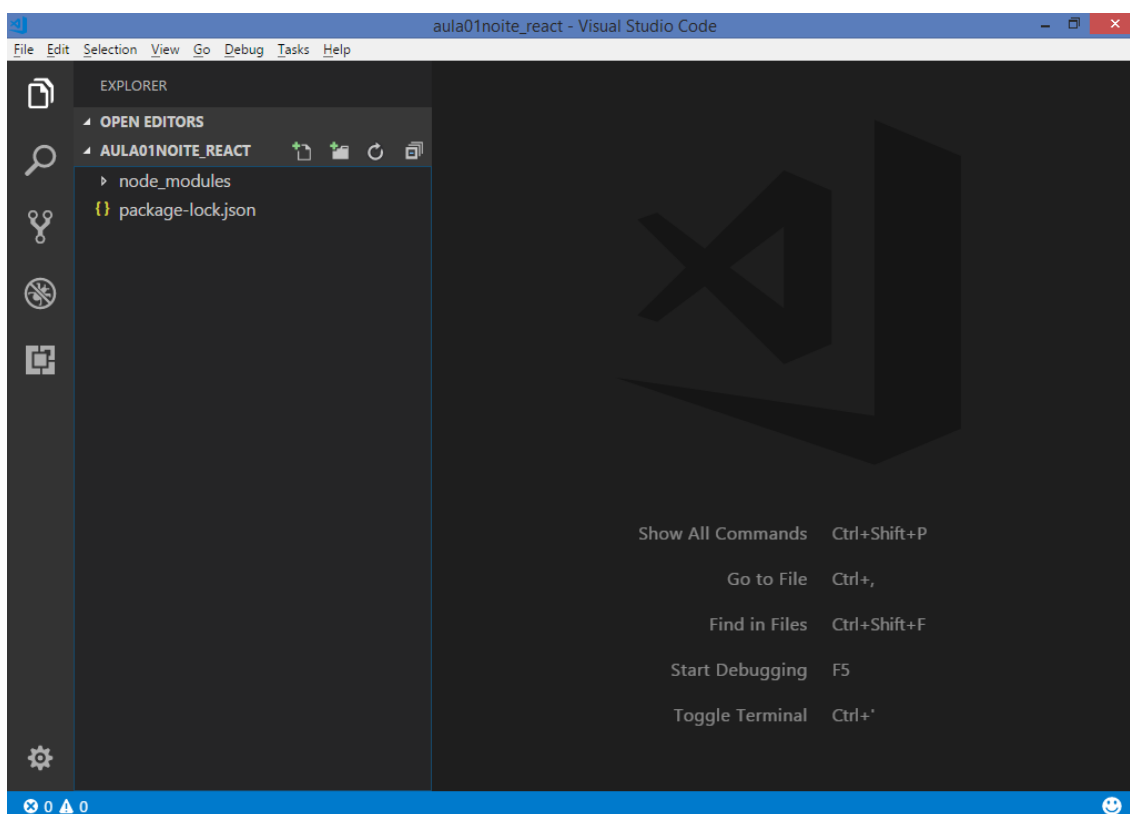 aula01noite_react - Visual Studio Code
File Edit Selection View Go Debug Tasks Help
EXPLORER
OPEN EDITORS
AULA01NOITE_REACT
node_modules
{} package-lock.json
Show All Commands Ctrl+Shift+P
Go to File Ctrl+,
Find in Files Ctrl+Shift+F
Start Debugging F5
Toggle Terminal Ctrl+'
0 0